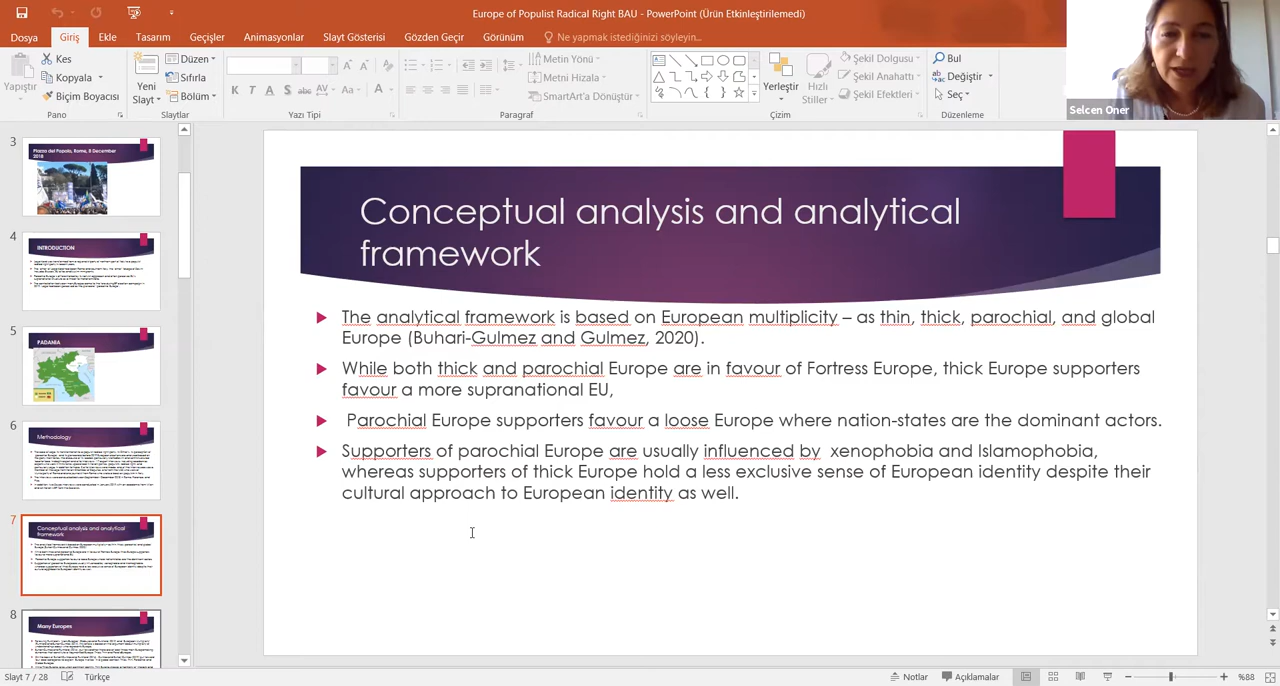 Europe of Populist Radical Right BAU - PowerPoint (Ürün Etkinleştirilemedi)
Dosya Giriş Ekle Tasarım Geçişler Animasyonlar Slayt Gösterisi Gözden Geçir Görünüm Ne yapmak istediğinizi söyleyin...
Yapıştır
Kes
Kopyala
Biçim Boyacısı
Pano
Yeni
Slayt
Düzen
Sıfırla
Bölüm
Slaytlar
K T A S abc AV Aa A
Yazı Tipi
Metin Yönü
Metni Hizala
SmartArt'a Dönüştür
Paragraf
Yerleştir
Hızlı
Stiller
Şekil Dolgusu
Şekil Anahattı
Şekil Efektleri
Çizim
Bul
Değiştir
Seç
Düzenleme
Selcen Oner
3
Piazza del Popolo, Rome, 8 December
2018
4
INTRODUCTION
5
PADANIA
6
Methodology
7
Conceptual analysis and analytical
framework
8
Many Europes
Conceptual analysis and analytical
framework
The analytical framework is based on European multiplicity – as thin, thick, parochial, and global
Europe (Buhari-Gulmez and Gulmez, 2020).
While both thick and parochial Europe are in favour of Fortress Europe, thick Europe supporters
favour a more supranational EU,
Parochial Europe supporters favour a loose Europe where nation-states are the dominant actors.
Supporters of parochial Europe are usually influenced by xenophobia and Islamophobia,
whereas supporters of thick Europe hold a less exclusive sense of European identity despite their
cultural approach to European identity as well.
Slayt 7 / 28 Türkçe Notlar Açıklamalar %88